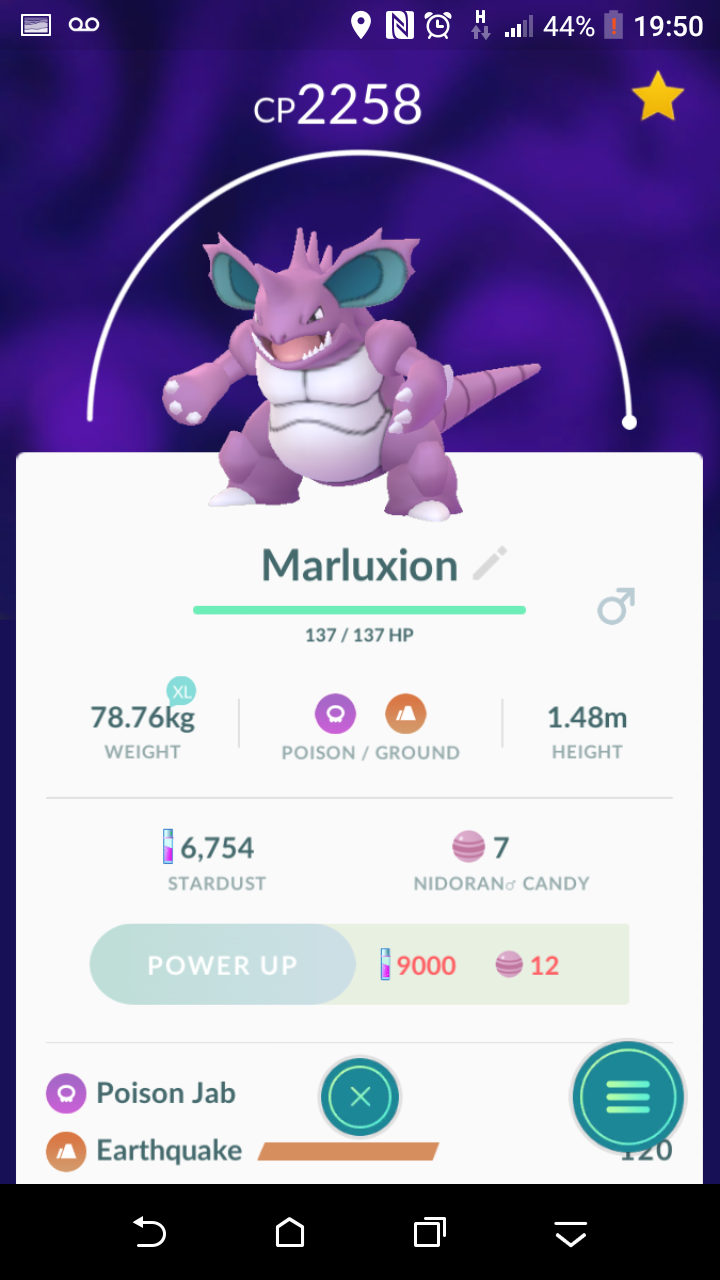 H 44% 19:50
CP2258
Marluxion
137 / 137 HP
XL
78.76kg 1.48m
WEIGHT POISON / GROUND HEIGHT
6,754 7
STARDUST NIDORAN♂ CANDY
POWER UP 9000 12
Poison Jab
Earthquake 120